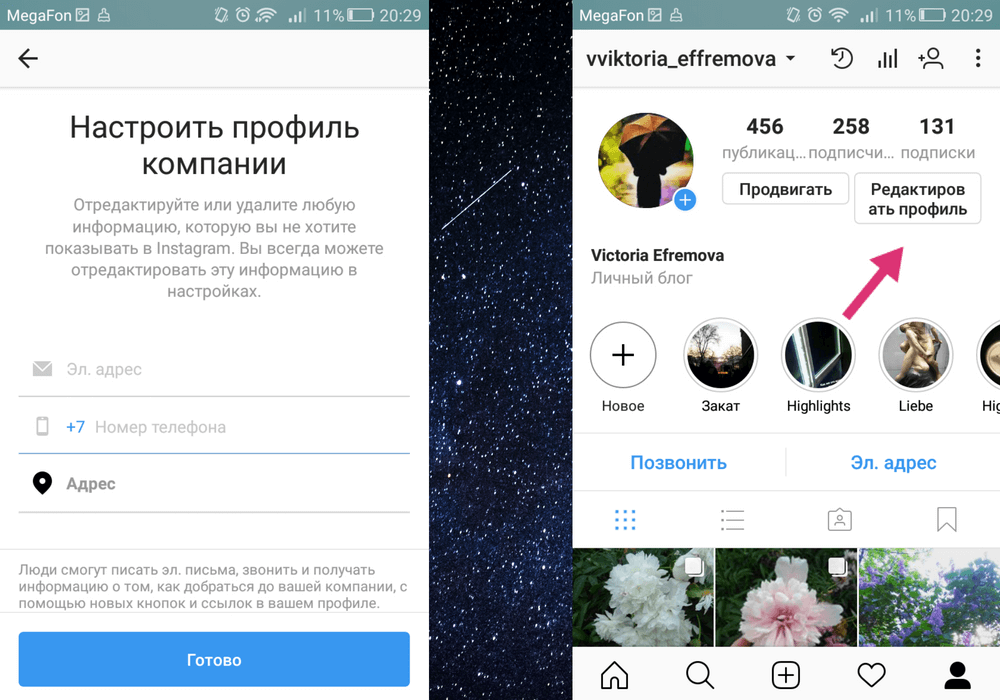 MegaFon 11% 20:29
Настроить профиль
компании
Отредактируйте или удалите любую
информацию, которую вы не хотите
показывать в Instagram. Вы всегда можете
отредактировать эту информацию в
настройках.
Эл. адрес
+7 Номер телефона
Адрес
Люди смогут писать эл. письма, звонить и получать
информацию о том, как добраться до вашей компании, с
помощью новых кнопок и ссылок в вашем профиле.
Готово
MegaFon 11% 20:29
vviktoria_effremova
456 258 131
публикац... подписчи... подписки
Продвигать
Редактиров
ать профиль
Victoria Efremova
Личный блог
Новое Закат Highlights Liebe Hig
Позвонить Эл. адрес